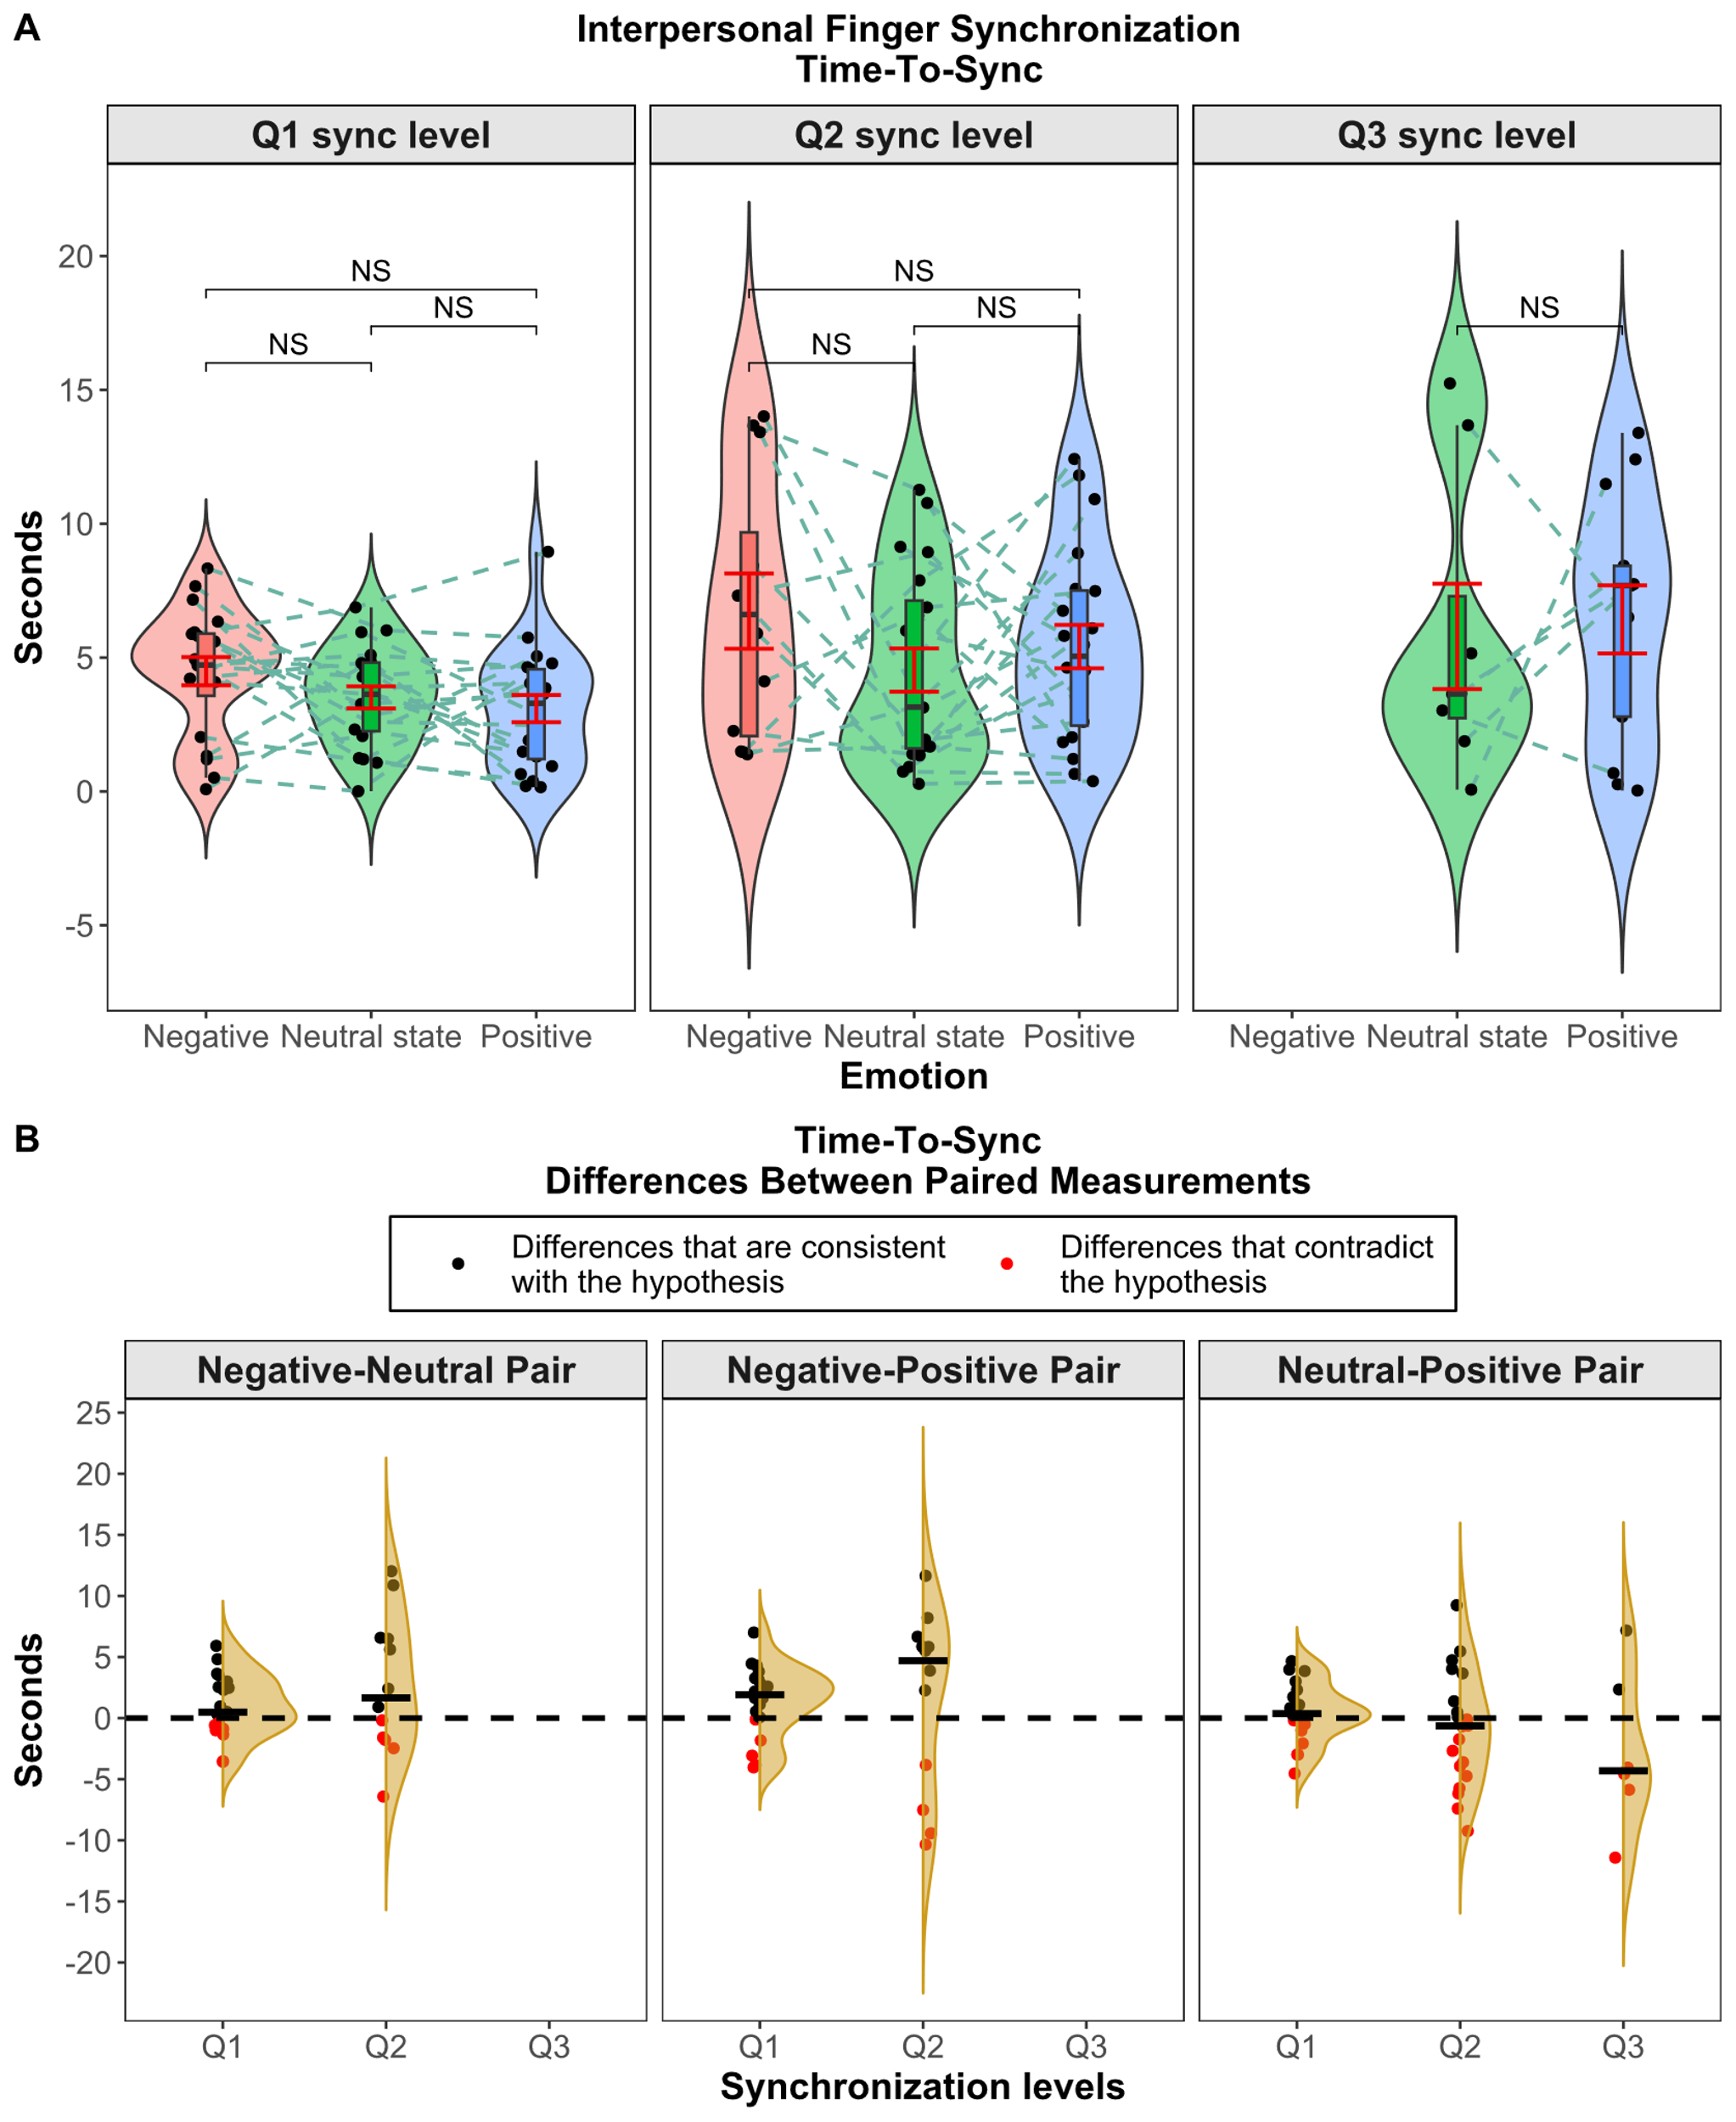 A
Interpersonal Finger Synchronization
Time-To-Sync
Q1 sync level
Q2 sync level
Q3 sync level
Seconds
20
15
10
5
0
-5
NS
NS
NS
NS
NS
NS
NS
Negative Neutral state Positive
Negative Neutral state Positive
Negative Neutral state Positive
Emotion
B
Time-To-Sync
Differences Between Paired Measurements
Differences that are consistent
with the hypothesis
Differences that contradict
the hypothesis
Negative-Neutral Pair
Negative-Positive Pair
Neutral-Positive Pair
Seconds
25
20
15
10
5
0
-5
-10
-15
-20
Q1 Q2 Q3
Q1 Q2 Q3
Q1 Q2 Q3
Synchronization levels